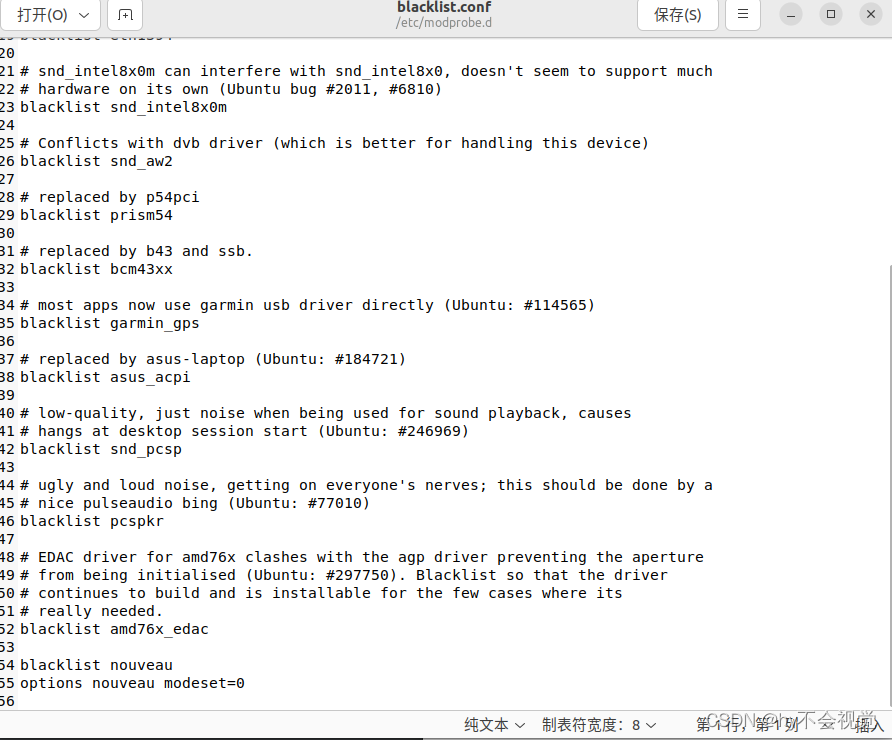 打开(O)
blacklist.conf
/etc/modprobe.d
保存(S)
20
21 # snd_intel8x0m can interfere with snd_intel8x0, doesn't seem to support much
22 # hardware on its own (Ubuntu bug #2011, #6810)
23 blacklist snd_intel8x0m
24
25 # Conflicts with dvb driver (which is better for handling this device)
26 blacklist snd_aw2
27
28 # replaced by p54pci
29 blacklist prism54
30
31 # replaced by b43 and ssb.
32 blacklist bcm43xx
33
34 # most apps now use garmin usb driver directly (Ubuntu: #114565)
35 blacklist garmin_gps
36
37 # replaced by asus-laptop (Ubuntu: #184721)
38 blacklist asus_acpi
39
40 # low-quality, just noise when being used for sound playback, causes
41 # hangs at desktop session start (Ubuntu: #246969)
42 blacklist snd_pcsp
43
44 # ugly and loud noise, getting on everyone's nerves; this should be done by a
45 # nice pulseaudio bing (Ubuntu: #77010)
46 blacklist pcspkr
47
48 # EDAC driver for amd76x clashes with the agp driver preventing the aperture
49 # from being initialised (Ubuntu: #297750). Blacklist so that the driver
50 # continues to build and is installable for the few cases where its
51 # really needed.
52 blacklist amd76x_edac
53
54 blacklist nouveau
55 options nouveau modeset=0
56
纯文本 制表符宽度：8 第 1 行，第 1 列 插入